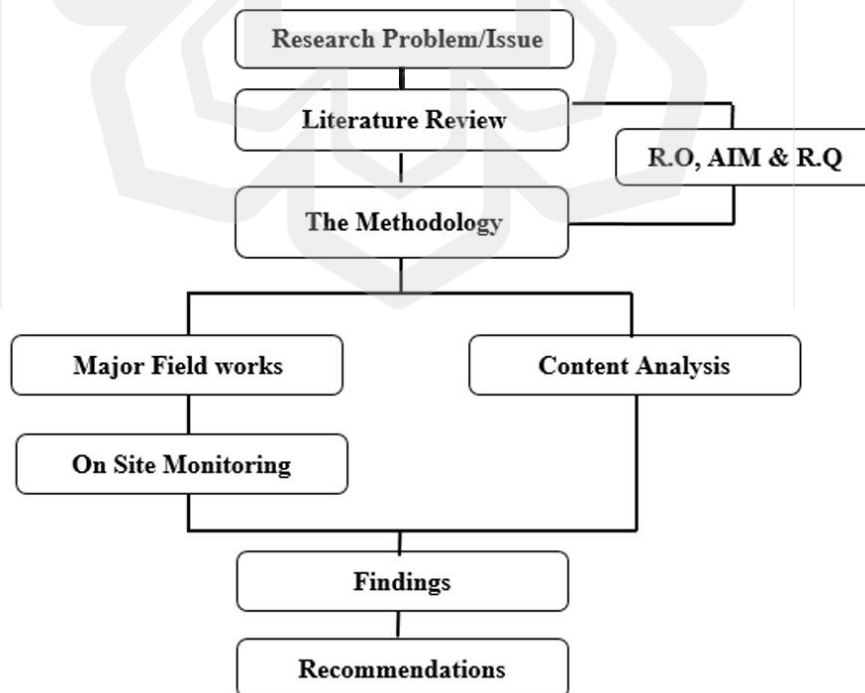 Research Problem/Issue
Literature Review
R.O, AIM & R.Q
The Methodology
Major Field works
Content Analysis
On Site Monitoring
Findings
Recommendations